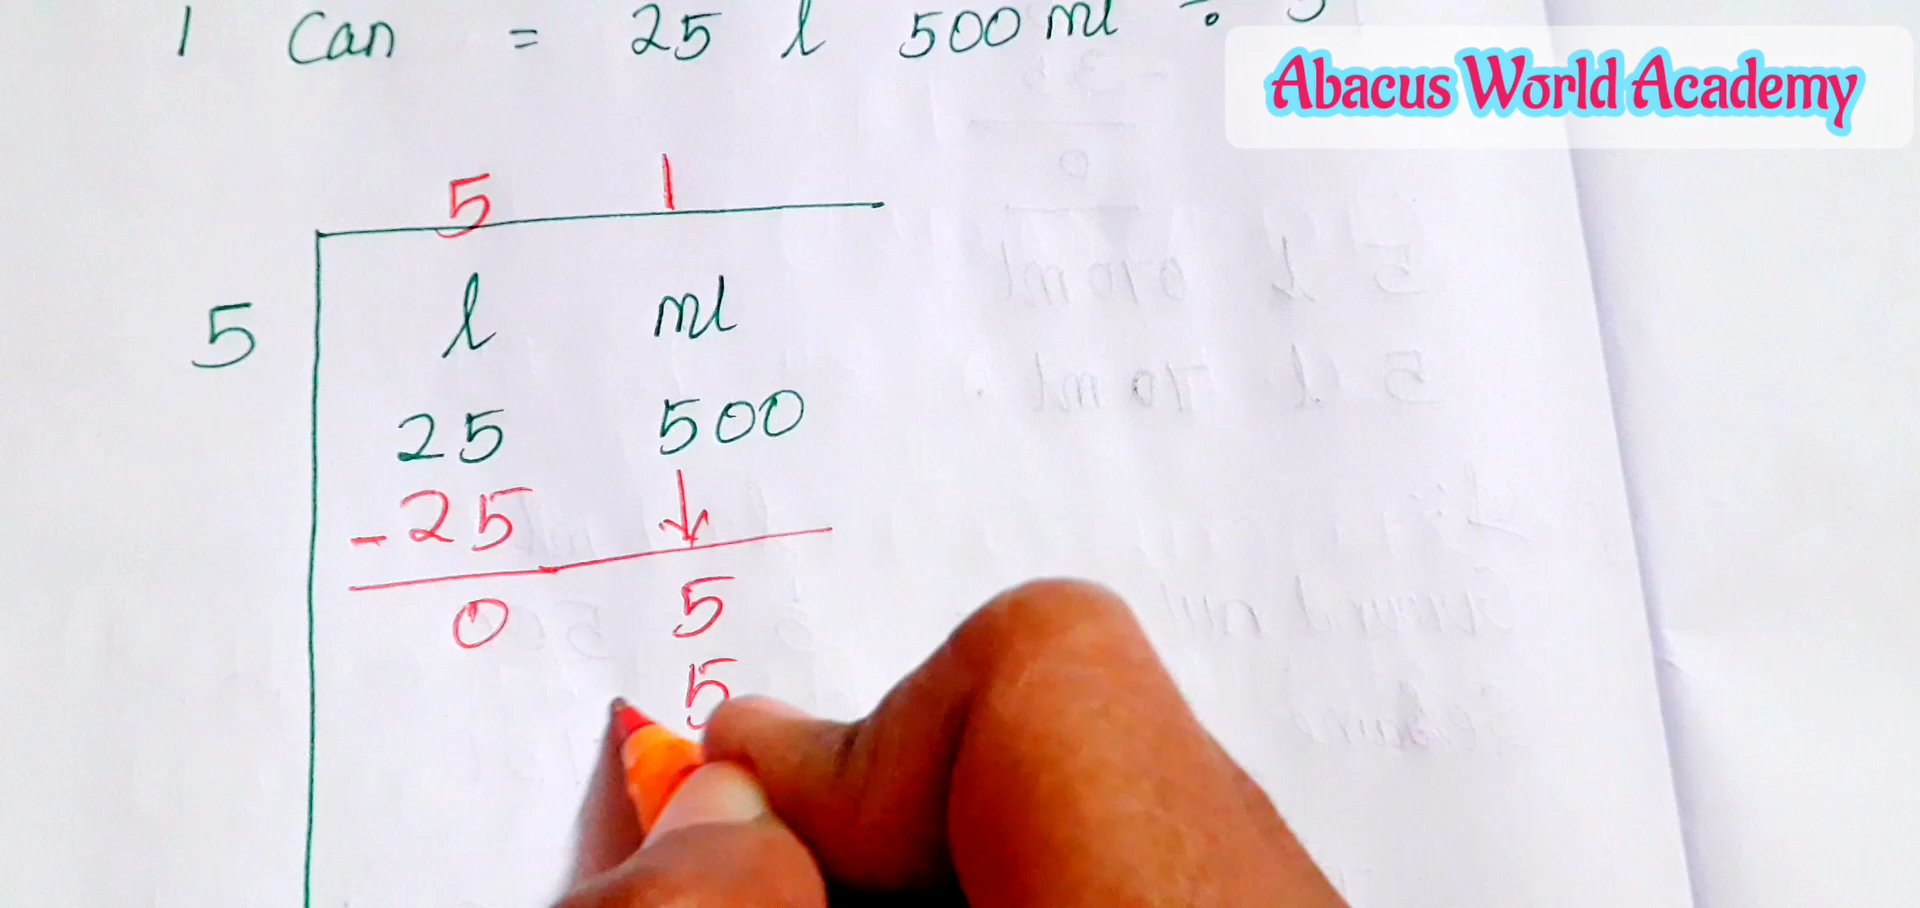 1 Can = 25 l 500 ml ÷ 5
Abacus World Academy
5 1
5 l ml
25 500
- 25 ↓
0 5
5